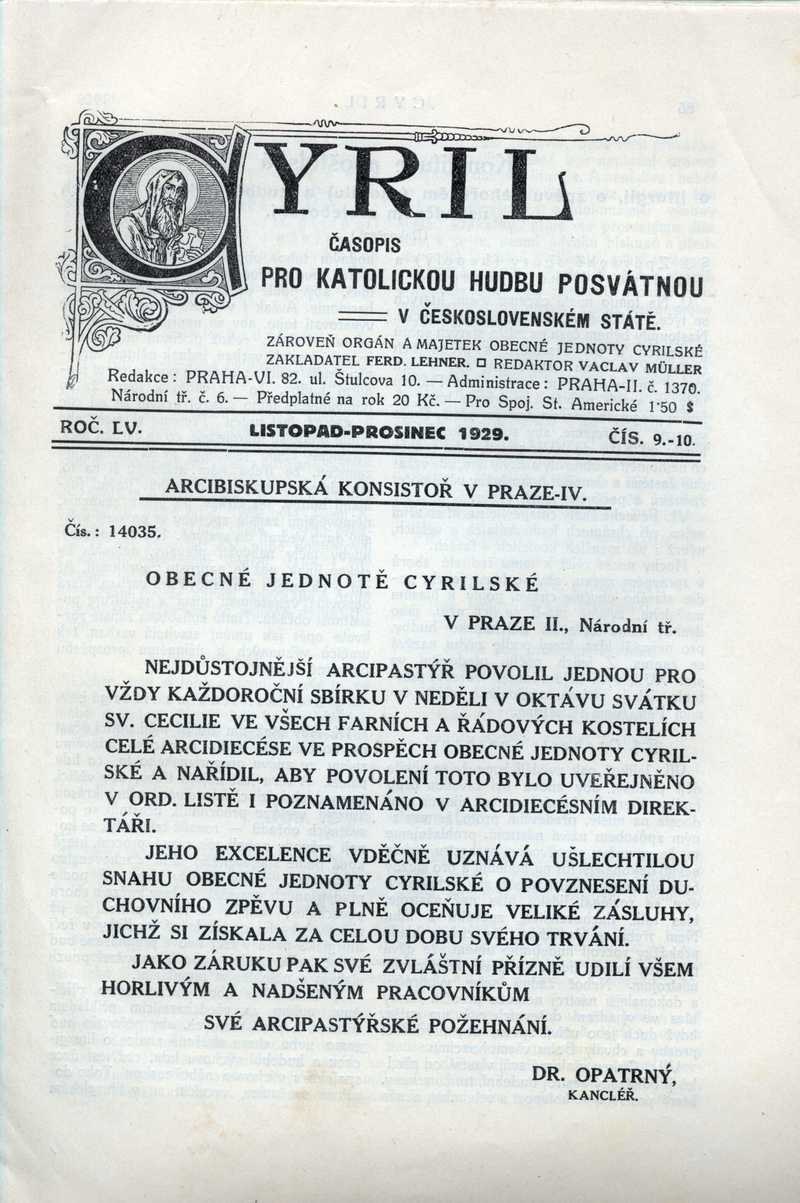 CYRIL
ČASOPIS
PRO KATOLICKOU HUDBU POSVÁTNOU
V ČESKOSLOVENSKÉM STÁTĚ.
ZÁROVEŇ ORGÁN A MAJETEK OBECNÉ JEDNOTY CYRILSKÉ
ZAKLADATEL FERD. LEHNER. □ REDAKTOR VACLAV MÜLLER
Redakce: PRAHA-VI. 82. ul. Štulcova 10. — Administrace: PRAHA-II. č. 1370.
Národní tř. č. 6. — Předplatné na rok 20 Kč. — Pro Spoj. St. Americké 1·50 $
ROČ. LV. LISTOPAD-PROSINEC 1929. ČÍS. 9.-10.
ARCIBISKUPSKÁ KONSISTOŘ V PRAZE-IV.
Čís.: 14035.
OBECNÉ JEDNOTĚ CYRILSKÉ
V PRAZE II., Národní tř.
NEJDŮSTOJNĚJŠÍ ARCIPASTÝŘ POVOLIL JEDNOU PRO
VŽDY KAŽDOROČNÍ SBÍRKU V NEDĚLI V OKTÁVU SVÁTKU
SV. CECILIE VE VŠECH FARNÍCH A ŘÁDOVÝCH KOSTELÍCH
CELÉ ARCIDIECÉSE VE PROSPĚCH OBECNÉ JEDNOTY CYRIL-
SKÉ A NAŘÍDIL, ABY POVOLENÍ TOTO BYLO UVEŘEJNĚNO
V ORD. LISTĚ I POZNAMENÁNO V ARCIDIECÉSNÍM DIREK-
TÁŘI.
JEHO EXCELENCE VDĚČNĚ UZNÁVÁ UŠLECHTILOU
SNAHU OBECNÉ JEDNOTY CYRILSKÉ O POVZNESENÍ DU-
CHOVNÍHO ZPĚVU A PLNĚ OCEŇUJE VELIKÉ ZÁSLUHY,
JICHŽ SI ZÍSKALA ZA CELOU DOBU SVÉHO TRVÁNÍ.
JAKO ZÁRUKU PAK SVÉ ZVLÁŠTNÍ PŘÍZNĚ UDILÍ VŠEM
HORLIVÝM A NADŠENÝM PRACOVNÍKŮM
SVÉ ARCIPASTÝŘSKÉ POŽEHNÁNÍ.
DR. OPATRNÝ,
KANCLÉŘ.